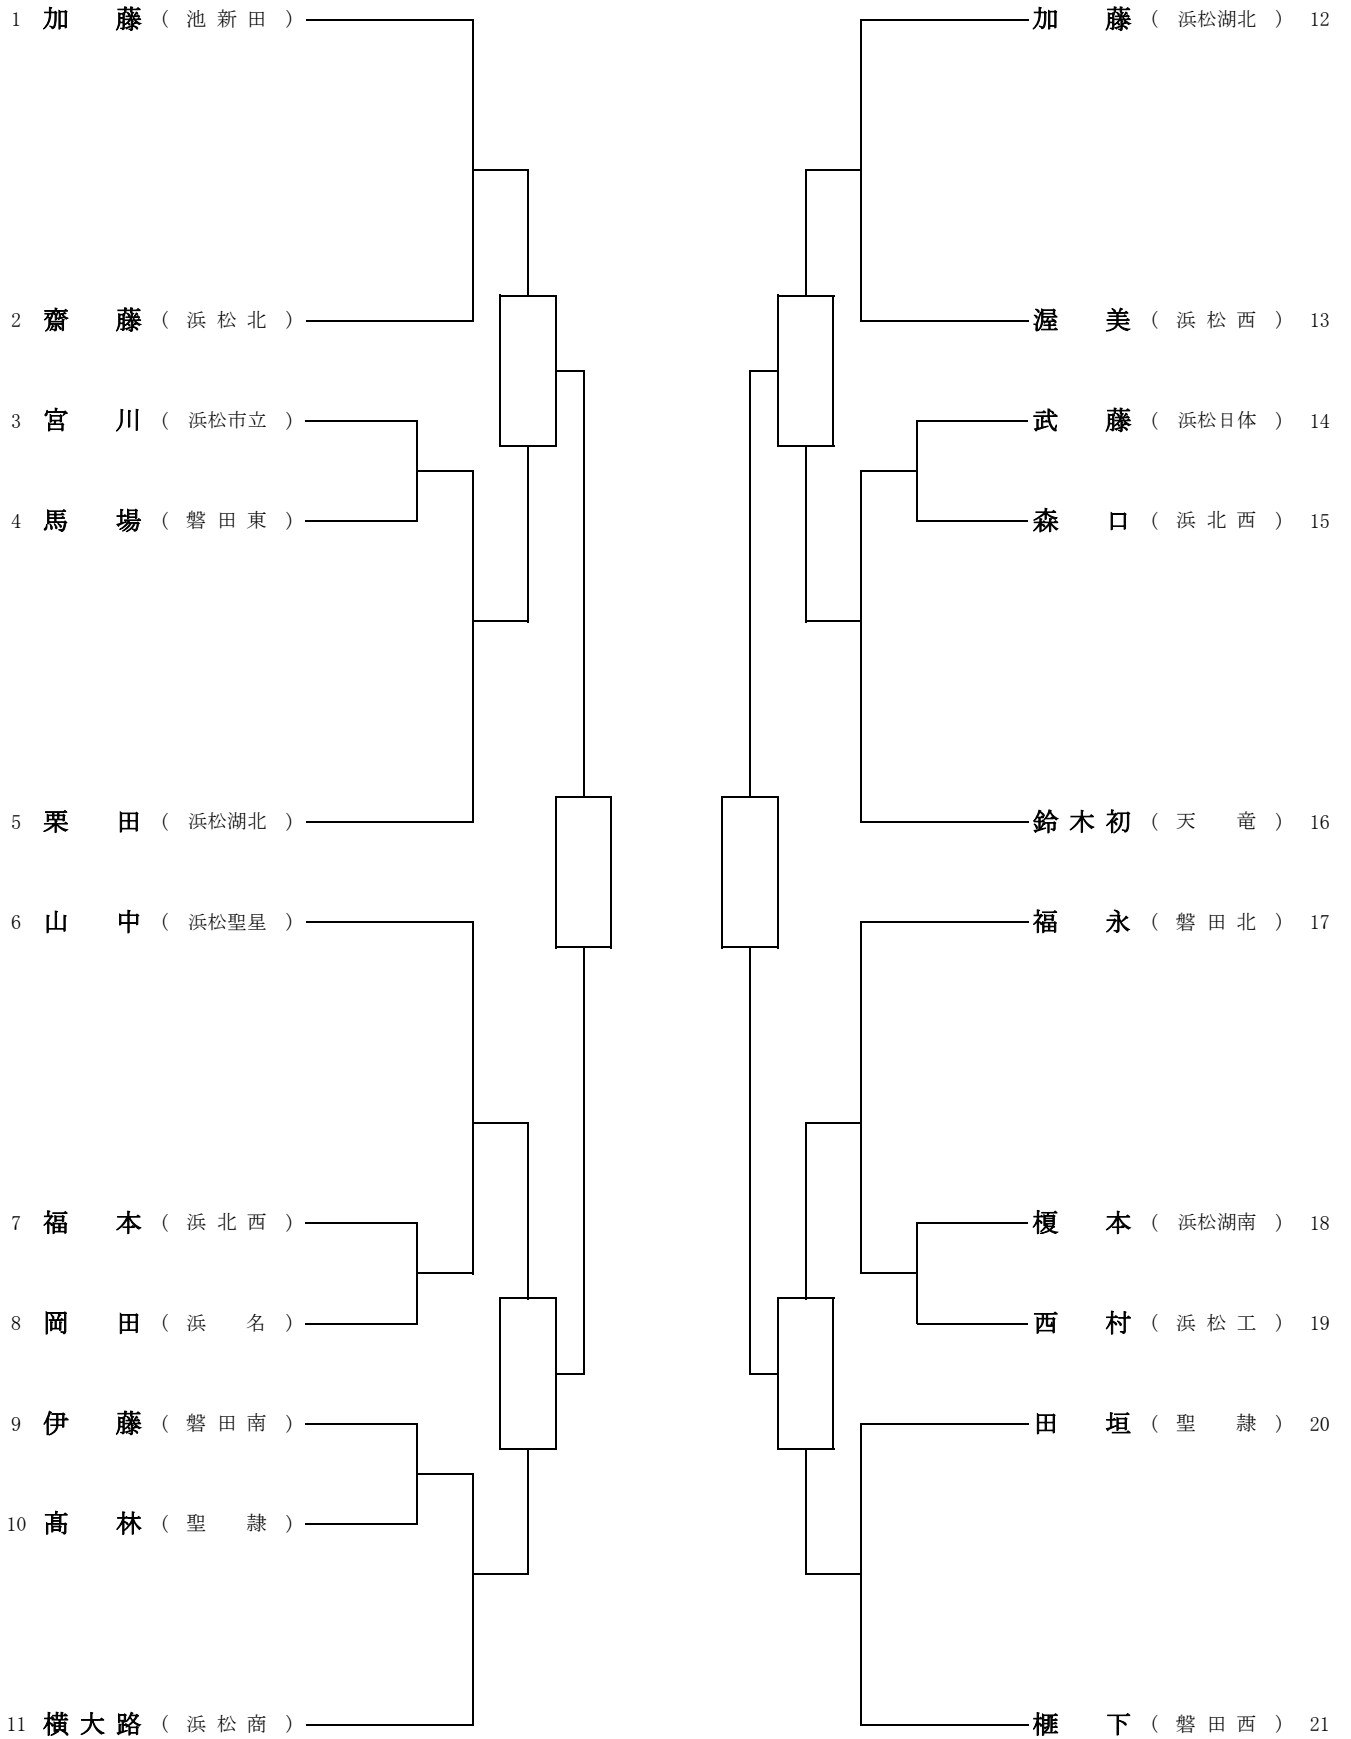 1 加 藤 ( 池 新 田 )
2 齋 藤 ( 浜 松 北 )
3 宮 川 ( 浜松市立 )
4 馬 場 ( 磐 田 東 )
5 栗 田 ( 浜松湖北 )
6 山 中 ( 浜松聖星 )
7 福 本 ( 浜 北 西 )
8 岡 田 ( 浜 名 )
9 伊 藤 ( 磐 田 南 )
10 髙 林 ( 聖 隷 )
11 横 大 路 ( 浜 松 商 )
加 藤 ( 浜松湖北 ) 12
渥 美 ( 浜 松 西 ) 13
武 藤 ( 浜松日体 ) 14
森 口 ( 浜 北 西 ) 15
鈴 木 初 ( 天 竜 ) 16
福 永 ( 磐 田 北 ) 17
榎 本 ( 浜松湖南 ) 18
西 村 ( 浜 松 工 ) 19
田 垣 ( 聖 隷 ) 20
榧 下 ( 磐 田 西 ) 21